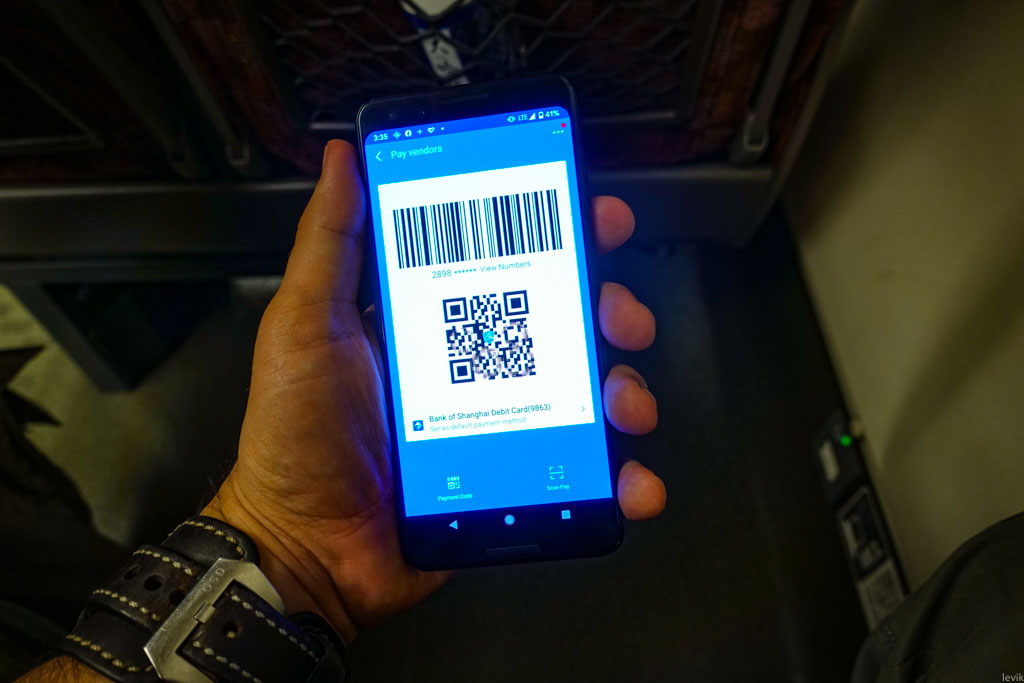 3:35
LTE 41%
Pay vendors
2898 ****** View Numbers
Bank of Shanghai Debit Card(9863)
Set as default payment method
Payment Code
Scan Pay
GSD
levik